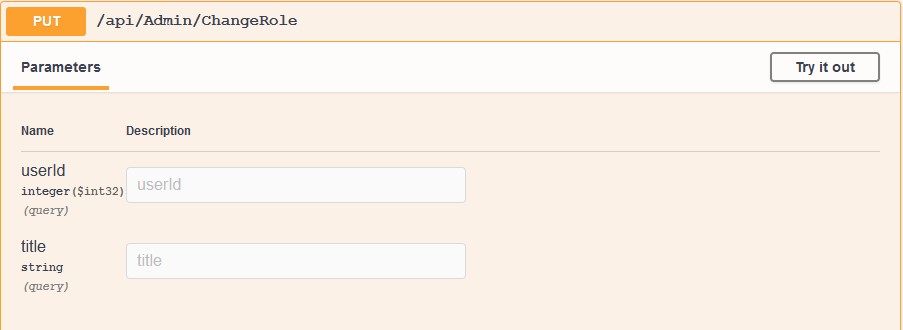 PUT /api/Admin/ChangeRole
Parameters Try it out
Name Description
userId
integer($int32) userId
(query)
title
string title
(query)